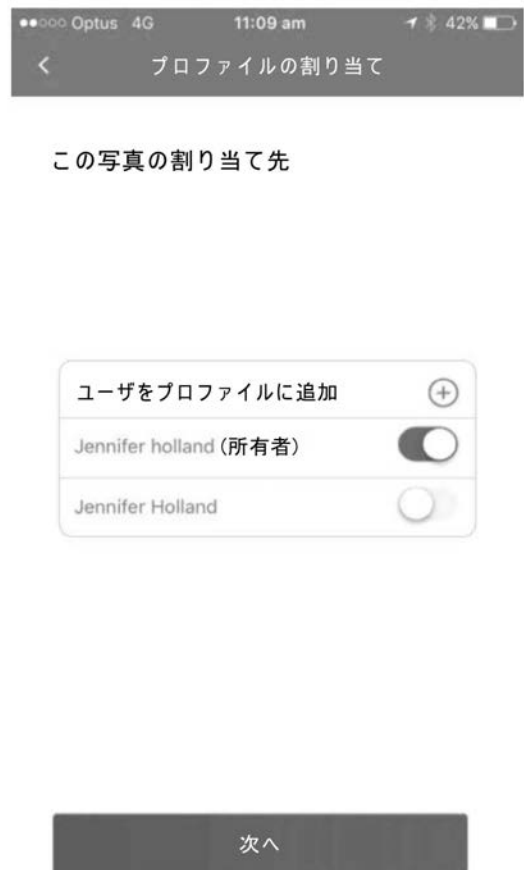 Optus 4G 11:09 am 42%
プロファイルの割り当て
この写真の割り当て先
ユーザをプロファイルに追加
Jennifer holland (所有者)
Jennifer Holland
次へ